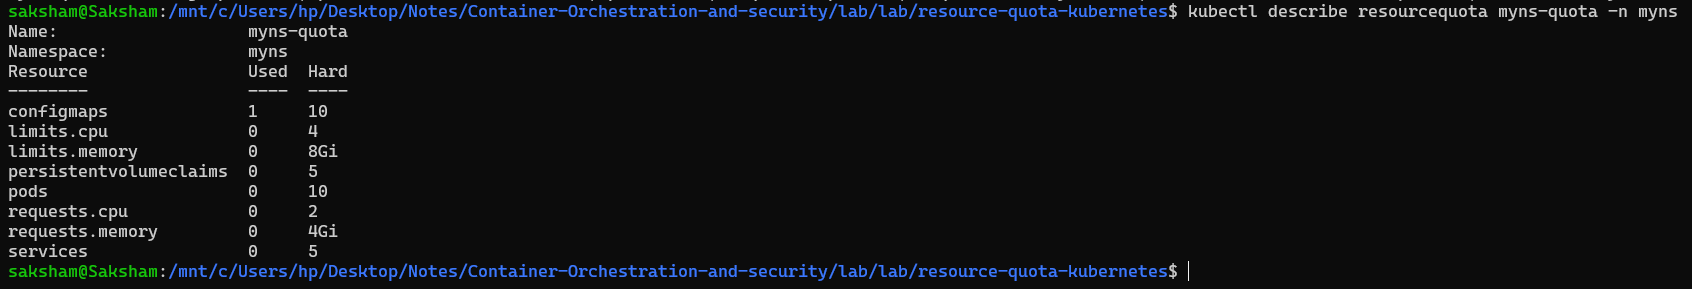 saksham@Saksham:/mnt/c/Users/hp/Desktop/Notes/Container-Orchestration-and-security/lab/lab/resource-quota-kubernetes$ kubectl describe resourcequota myns-quota -n myns
Name:                   myns-quota
Namespace:              myns
Resource                Used  Hard
--------                ----  ----
configmaps              1     10
limits.cpu              0     4
limits.memory           0     8Gi
persistentvolumeclaims  0     5
pods                    0     10
requests.cpu            0     2
requests.memory         0     4Gi
services                0     5
saksham@Saksham:/mnt/c/Users/hp/Desktop/Notes/Container-Orchestration-and-security/lab/lab/resource-quota-kubernetes$